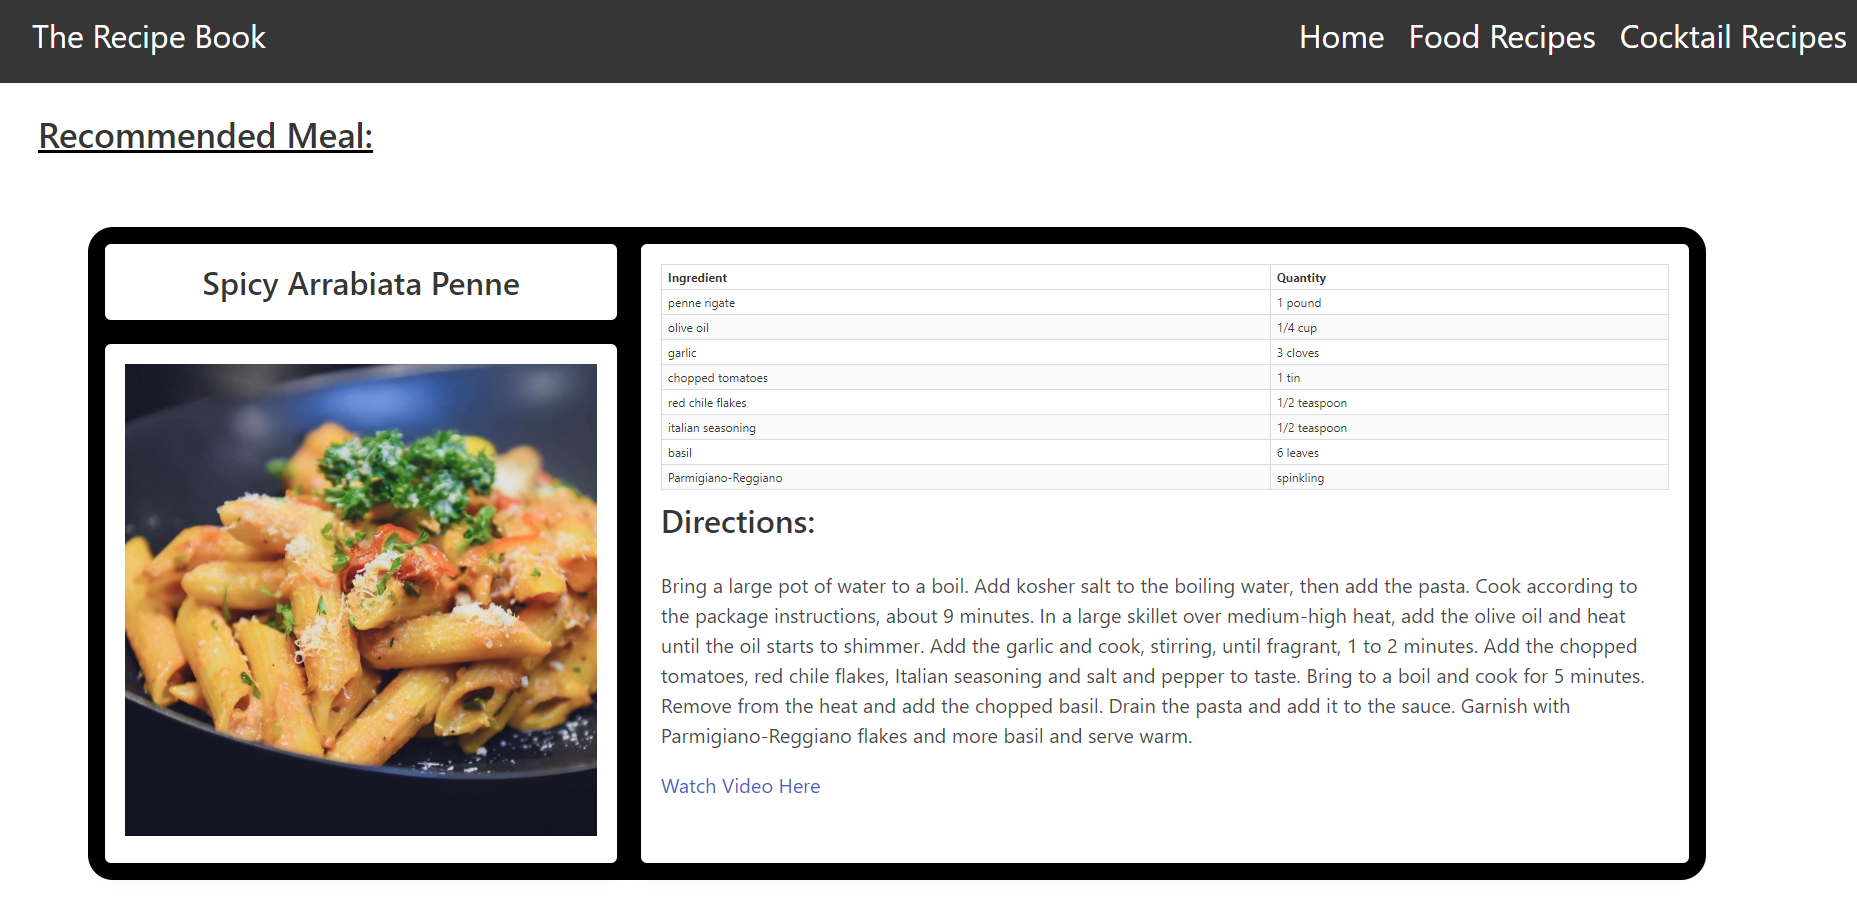 The Recipe Book
Home Food Recipes Cocktail Recipes
Recommended Meal:
Spicy Arrabiata Penne
Ingredient Quantity
penne rigate 1 pound
olive oil 1/4 cup
garlic 3 cloves
chopped tomatoes 1 tin
red chile flakes 1/2 teaspoon
italian seasoning 1/2 teaspoon
basil 6 leaves
Parmigiano-Reggiano spinkling
Directions:
Bring a large pot of water to a boil. Add kosher salt to the boiling water, then add the pasta. Cook according to
the package instructions, about 9 minutes. In a large skillet over medium-high heat, add the olive oil and heat
until the oil starts to shimmer. Add the garlic and cook, stirring, until fragrant, 1 to 2 minutes. Add the chopped
tomatoes, red chile flakes, Italian seasoning and salt and pepper to taste. Bring to a boil and cook for 5 minutes.
Remove from the heat and add the chopped basil. Drain the pasta and add it to the sauce. Garnish with
Parmigiano-Reggiano flakes and more basil and serve warm.
Watch Video Here